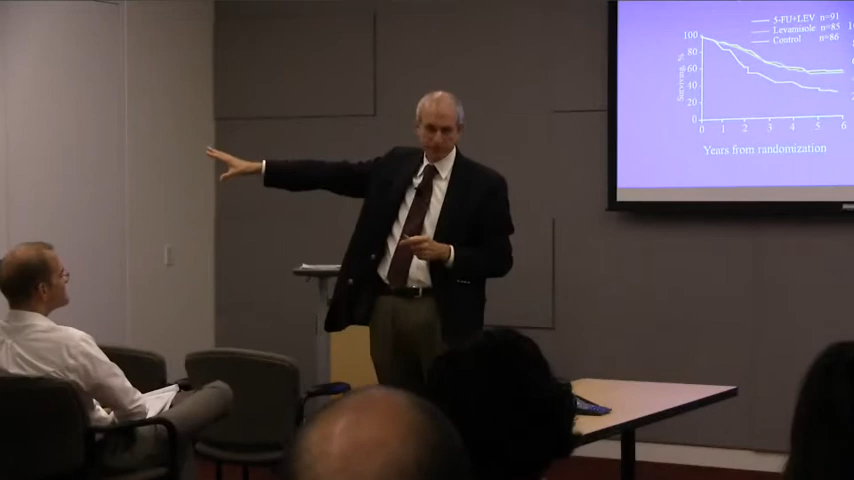 5-FU+LEV n=91
Levamisole n=85
Control n=86
100
80
60
40
20
0
Surviving, %
0 1 2 3 4 5 6
Years from randomization